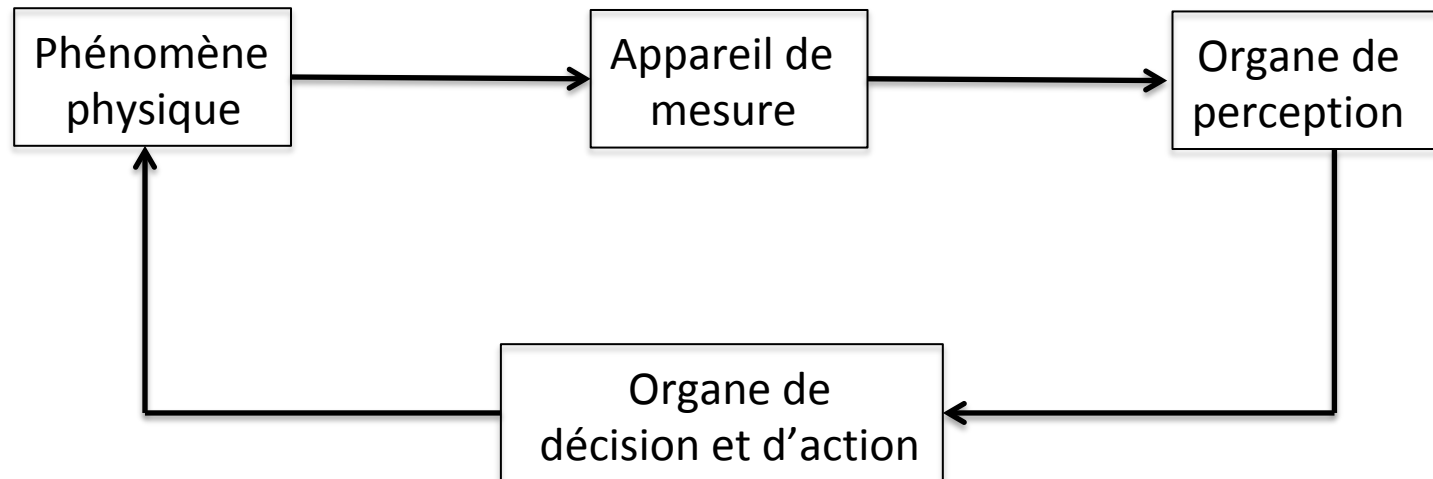 Phénomène
physique
Appareil de
mesure
Organe de
perception
Organe de
décision et d’action